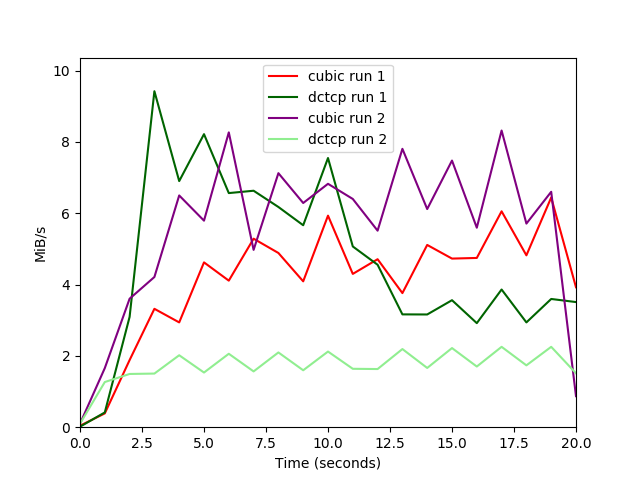 cubic run 1
dctcp run 1
cubic run 2
dctcp run 2
MiB/s
10
8
6
4
2
0
0.0 2.5 5.0 7.5 10.0 12.5 15.0 17.5 20.0
Time (seconds)